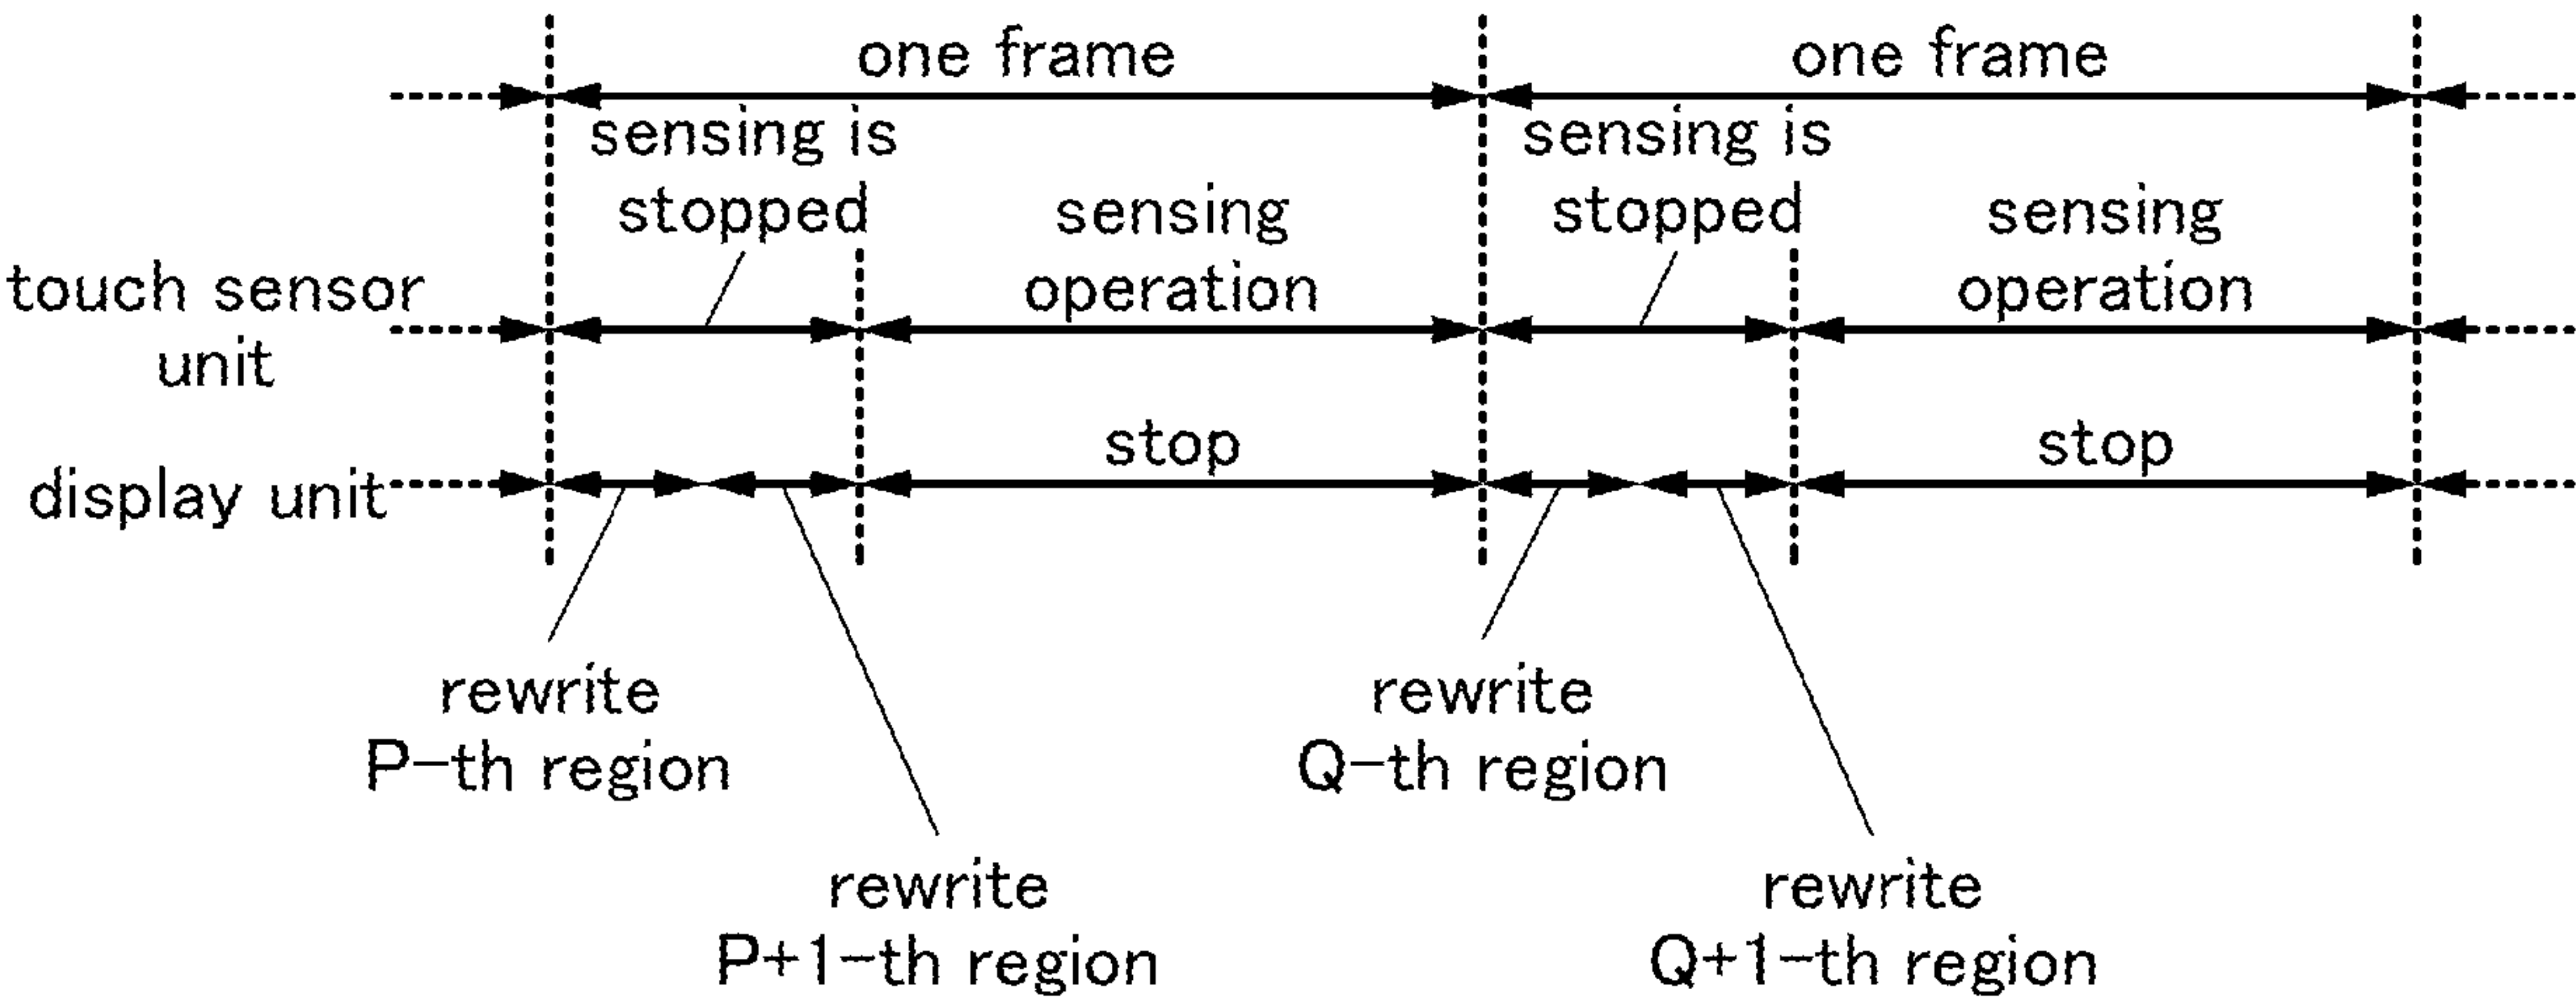 one frame
one frame
sensing is
stopped
sensing is
stopped
sensing
operation
sensing
operation
touch sensor
unit
stop
stop
display unit
rewrite
P-th region
rewrite
Q-th region
rewrite
P+1-th region
rewrite
Q+1-th region